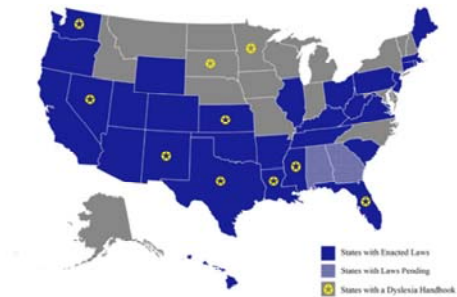 States with Enacted Laws
States with Laws Pending
States with a Dyslexia Handbook